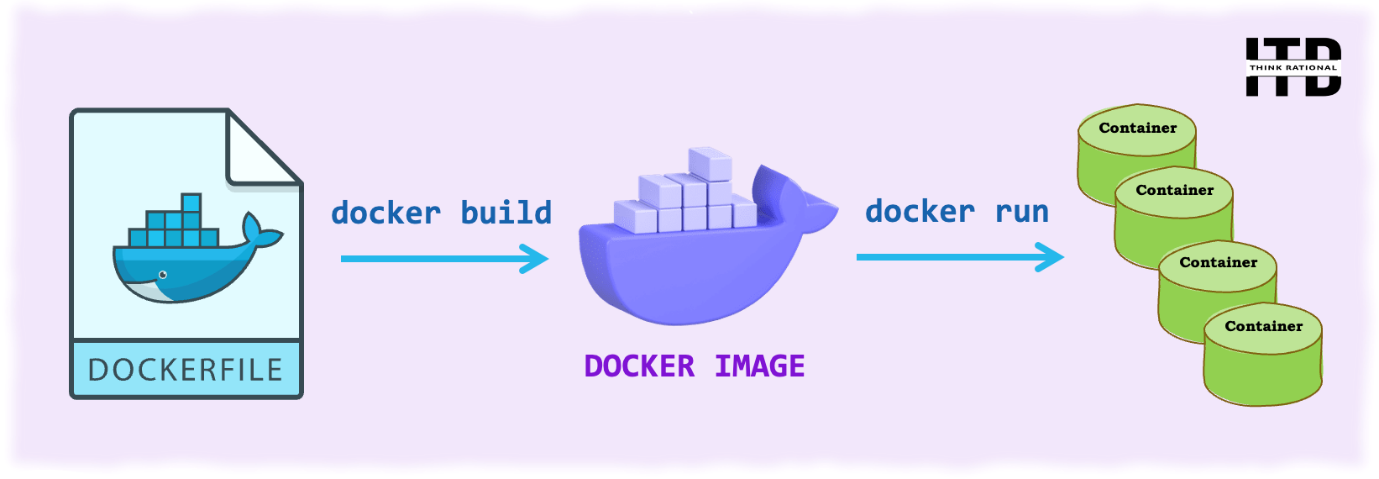 ITD
THINK RATIONAL
DOCKERFILE
docker build
DOCKER IMAGE
docker run
Container
Container
Container
Container